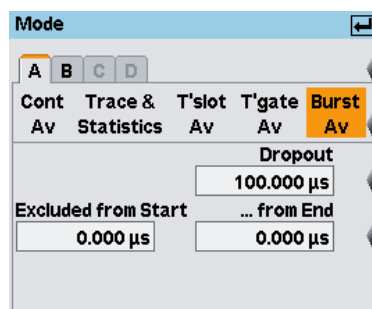 Mode
A B C D
Cont Trace & T'slot T'gate Burst
Av Statistics Av Av Av
Dropout
100.000 µs
Excluded from Start ... from End
0.000 µs 0.000 µs